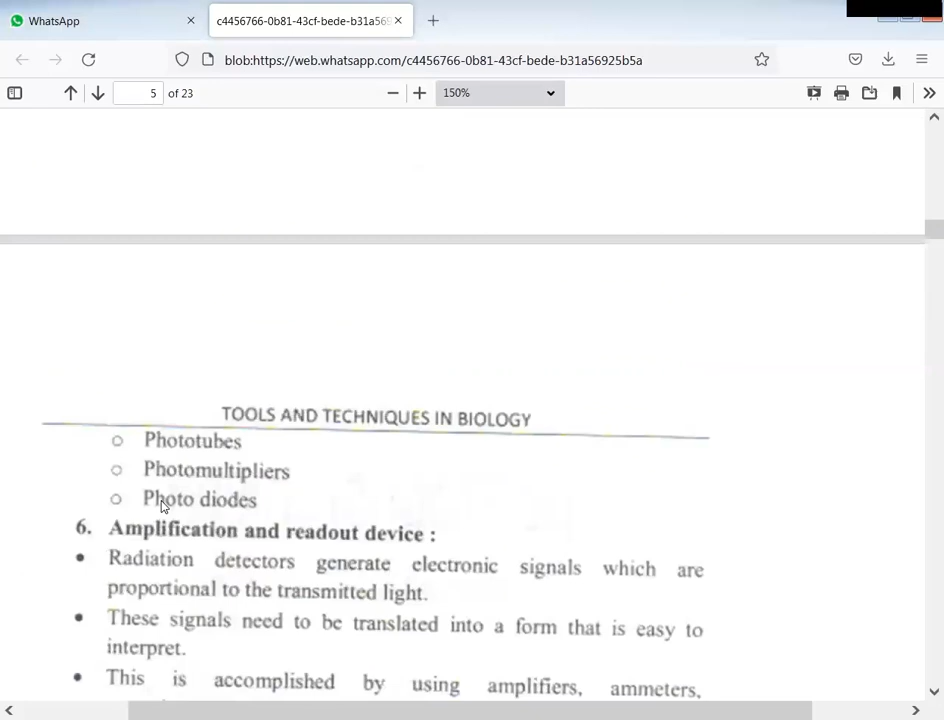 WhatsApp
c4456766-0b81-43cf-bede-b31a56
blob:https://web.whatsapp.com/c4456766-0b81-43cf-bede-b31a56925b5a
5 of 23
150%
TOOLS AND TECHNIQUES IN BIOLOGY
Phototubes
Photomultipliers
Photo diodes
6. Amplification and readout device :
• Radiation detectors generate electronic signals which are
proportional to the transmitted light.
• These signals need to be translated into a form that is easy to
interpret.
• This is accomplished by using amplifiers, ammeters,